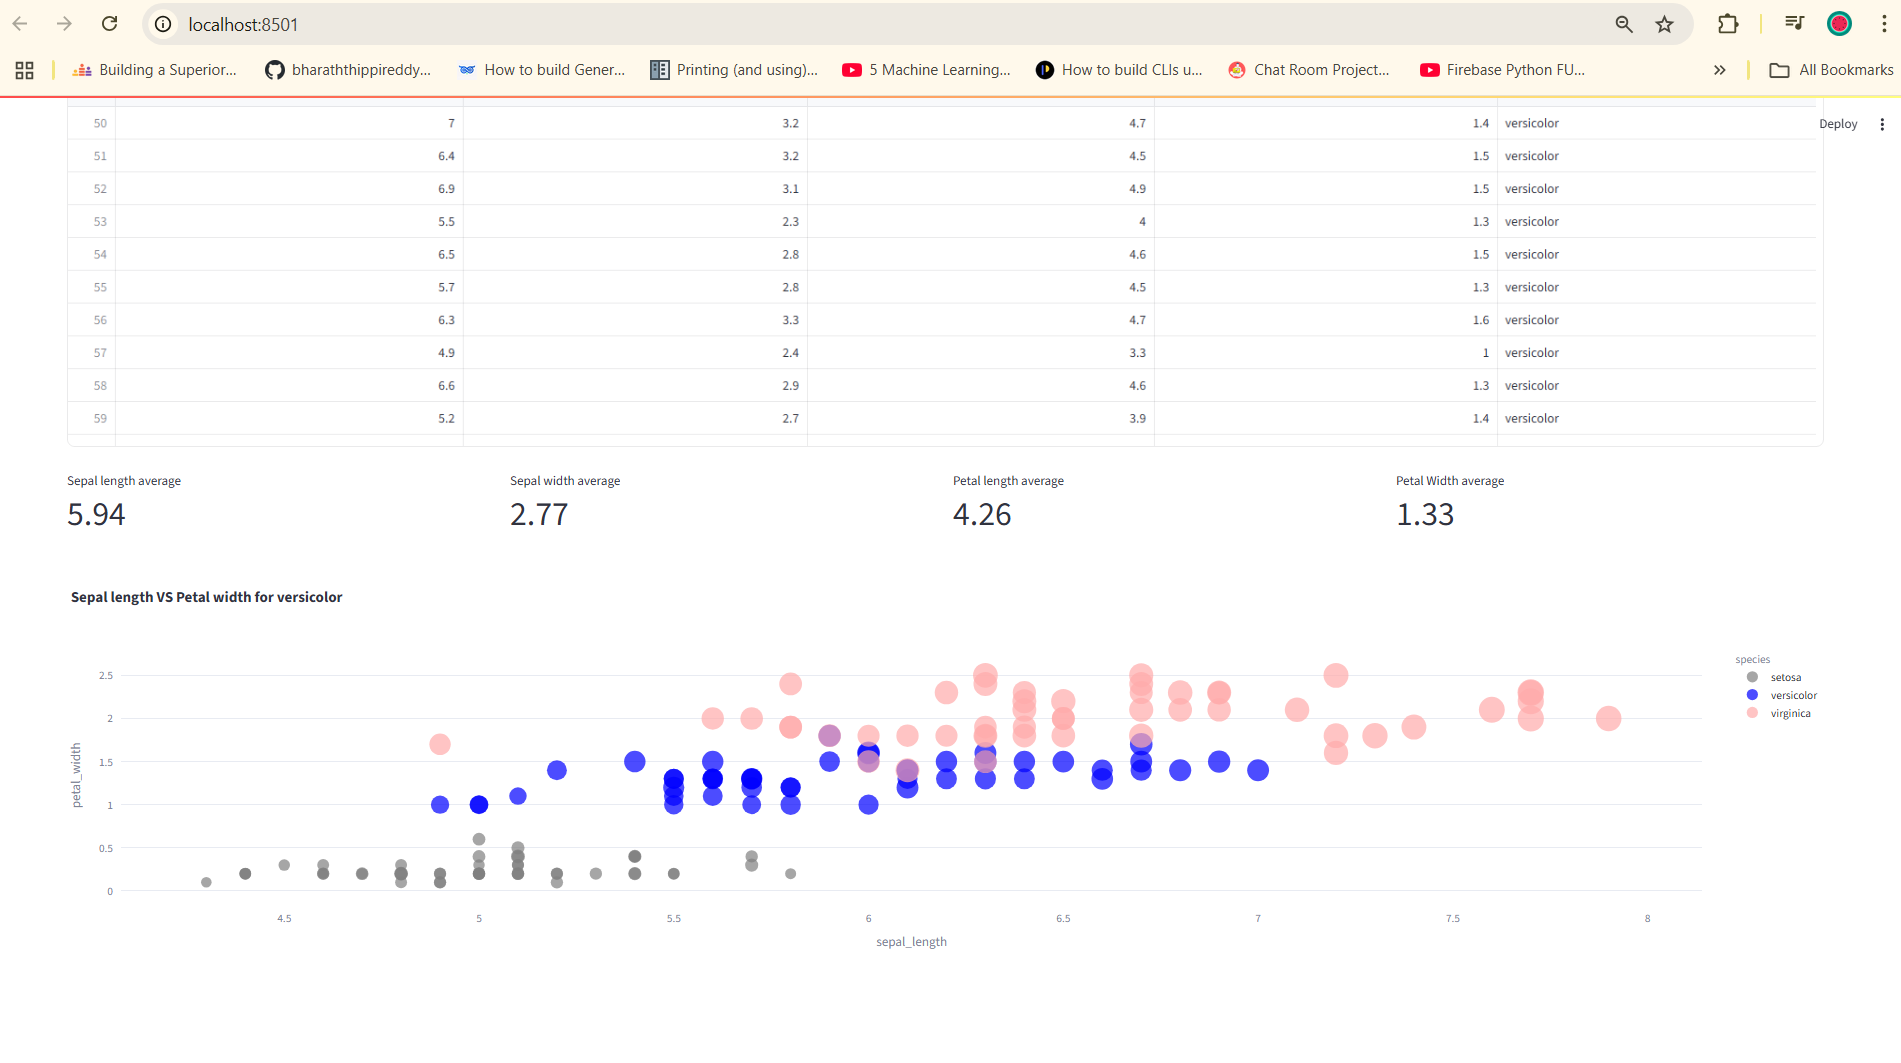 localhost:8501
Building a Superior... bharaththippireddy... How to build Gener... Printing (and using)... 5 Machine Learning... How to build CLIs u... Chat Room Project... Firebase Python FU... » All Bookmarks
Deploy
50 7 3.2 4.7 1.4 versicolor
51 6.4 3.2 4.5 1.5 versicolor
52 6.9 3.1 4.9 1.5 versicolor
53 5.5 2.3 4 1.3 versicolor
54 6.5 2.8 4.6 1.5 versicolor
55 5.7 2.8 4.5 1.3 versicolor
56 6.3 3.3 4.7 1.6 versicolor
57 4.9 2.4 3.3 1 versicolor
58 6.6 2.9 4.6 1.3 versicolor
59 5.2 2.7 3.9 1.4 versicolor
Sepal length average Sepal width average Petal length average Petal Width average
5.94 2.77 4.26 1.33
Sepal length VS Petal width for versicolor
species
setosa
versicolor
virginica
petal_width
2.5
2
1.5
1
0.5
0
4.5 5 5.5 6 6.5 7 7.5 8
sepal_length